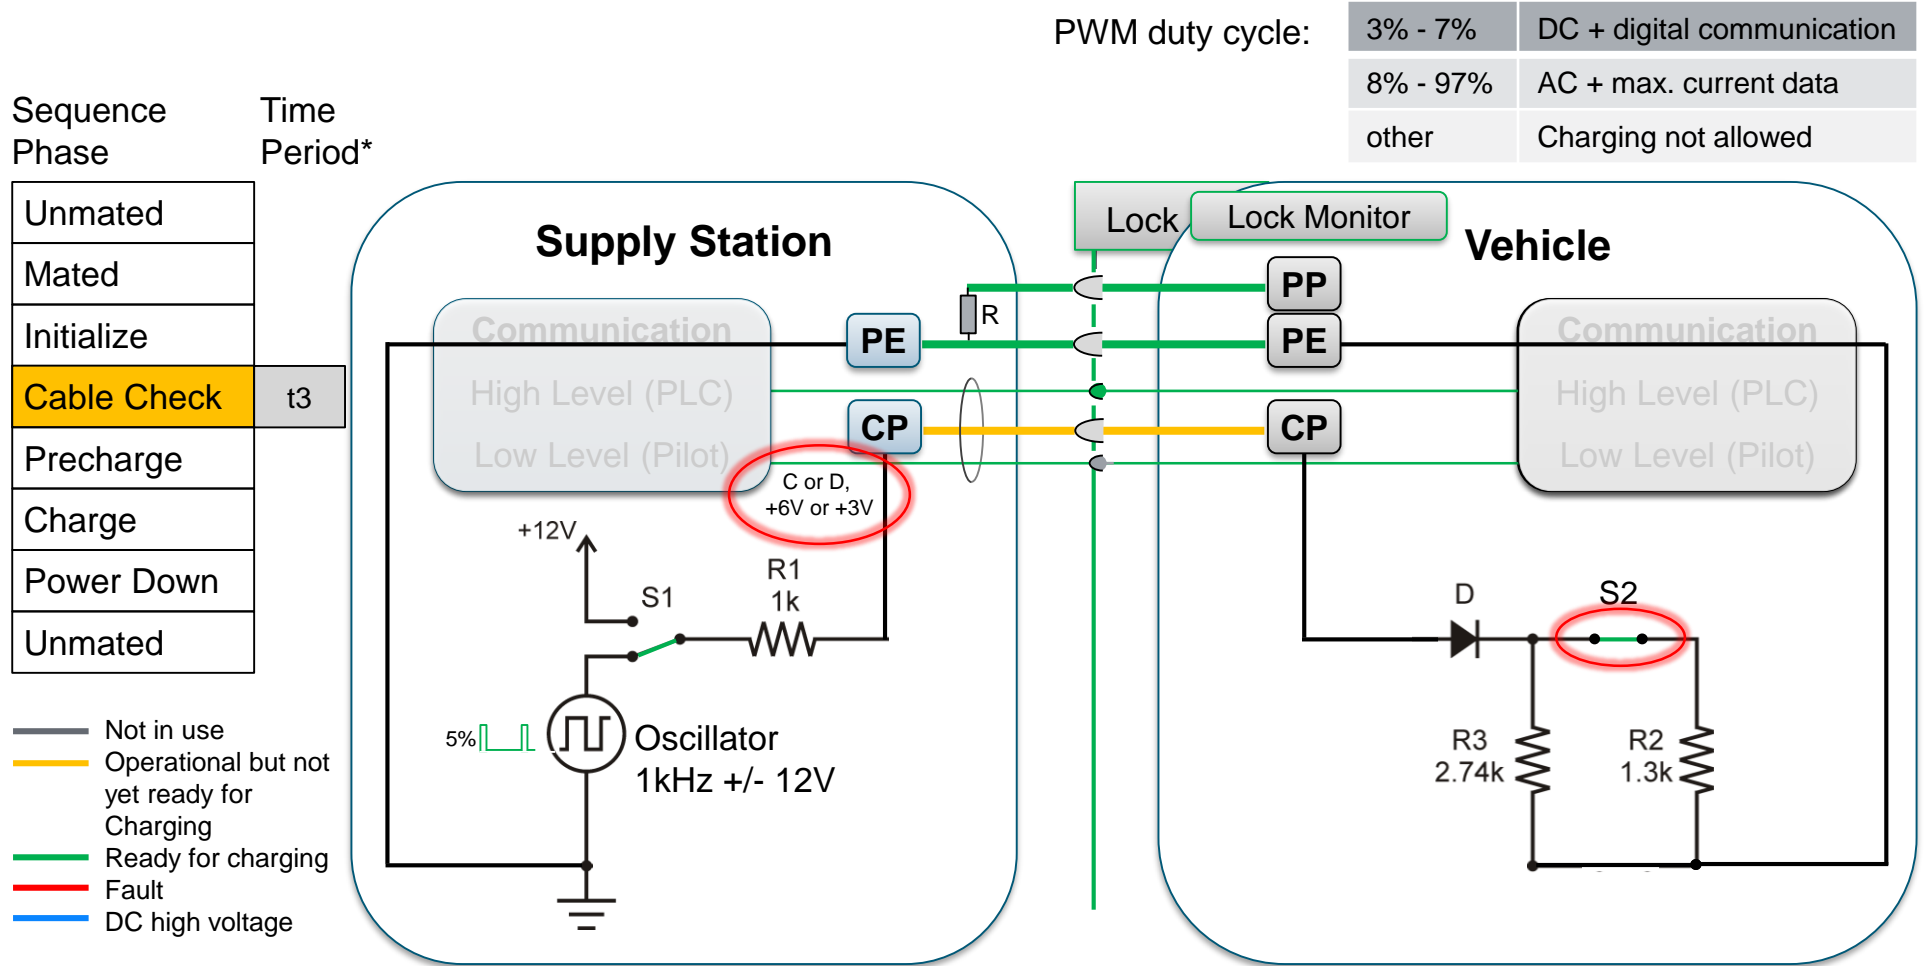 PWM duty cycle:
3% - 7% DC + digital communication
8% - 97% AC + max. current data
other Charging not allowed
Sequence
Phase
Time
Period*
Unmated
Mated
Initialize
Cable Check t3
Precharge
Charge
Power Down
Unmated
Not in use
Operational but not
yet ready for
Charging
Ready for charging
Fault
DC high voltage
Supply Station
Communication
High Level (PLC)
Low Level (Pilot)
PE
CP
C or D,
+6V or +3V
+12V
S1
R1
1k
5%
Oscillator
1kHz +/- 12V
R
Lock
Lock Monitor
Vehicle
PP
PE
CP
Communication
High Level (PLC)
Low Level (Pilot)
D
S2
R3
2.74k
R2
1.3k